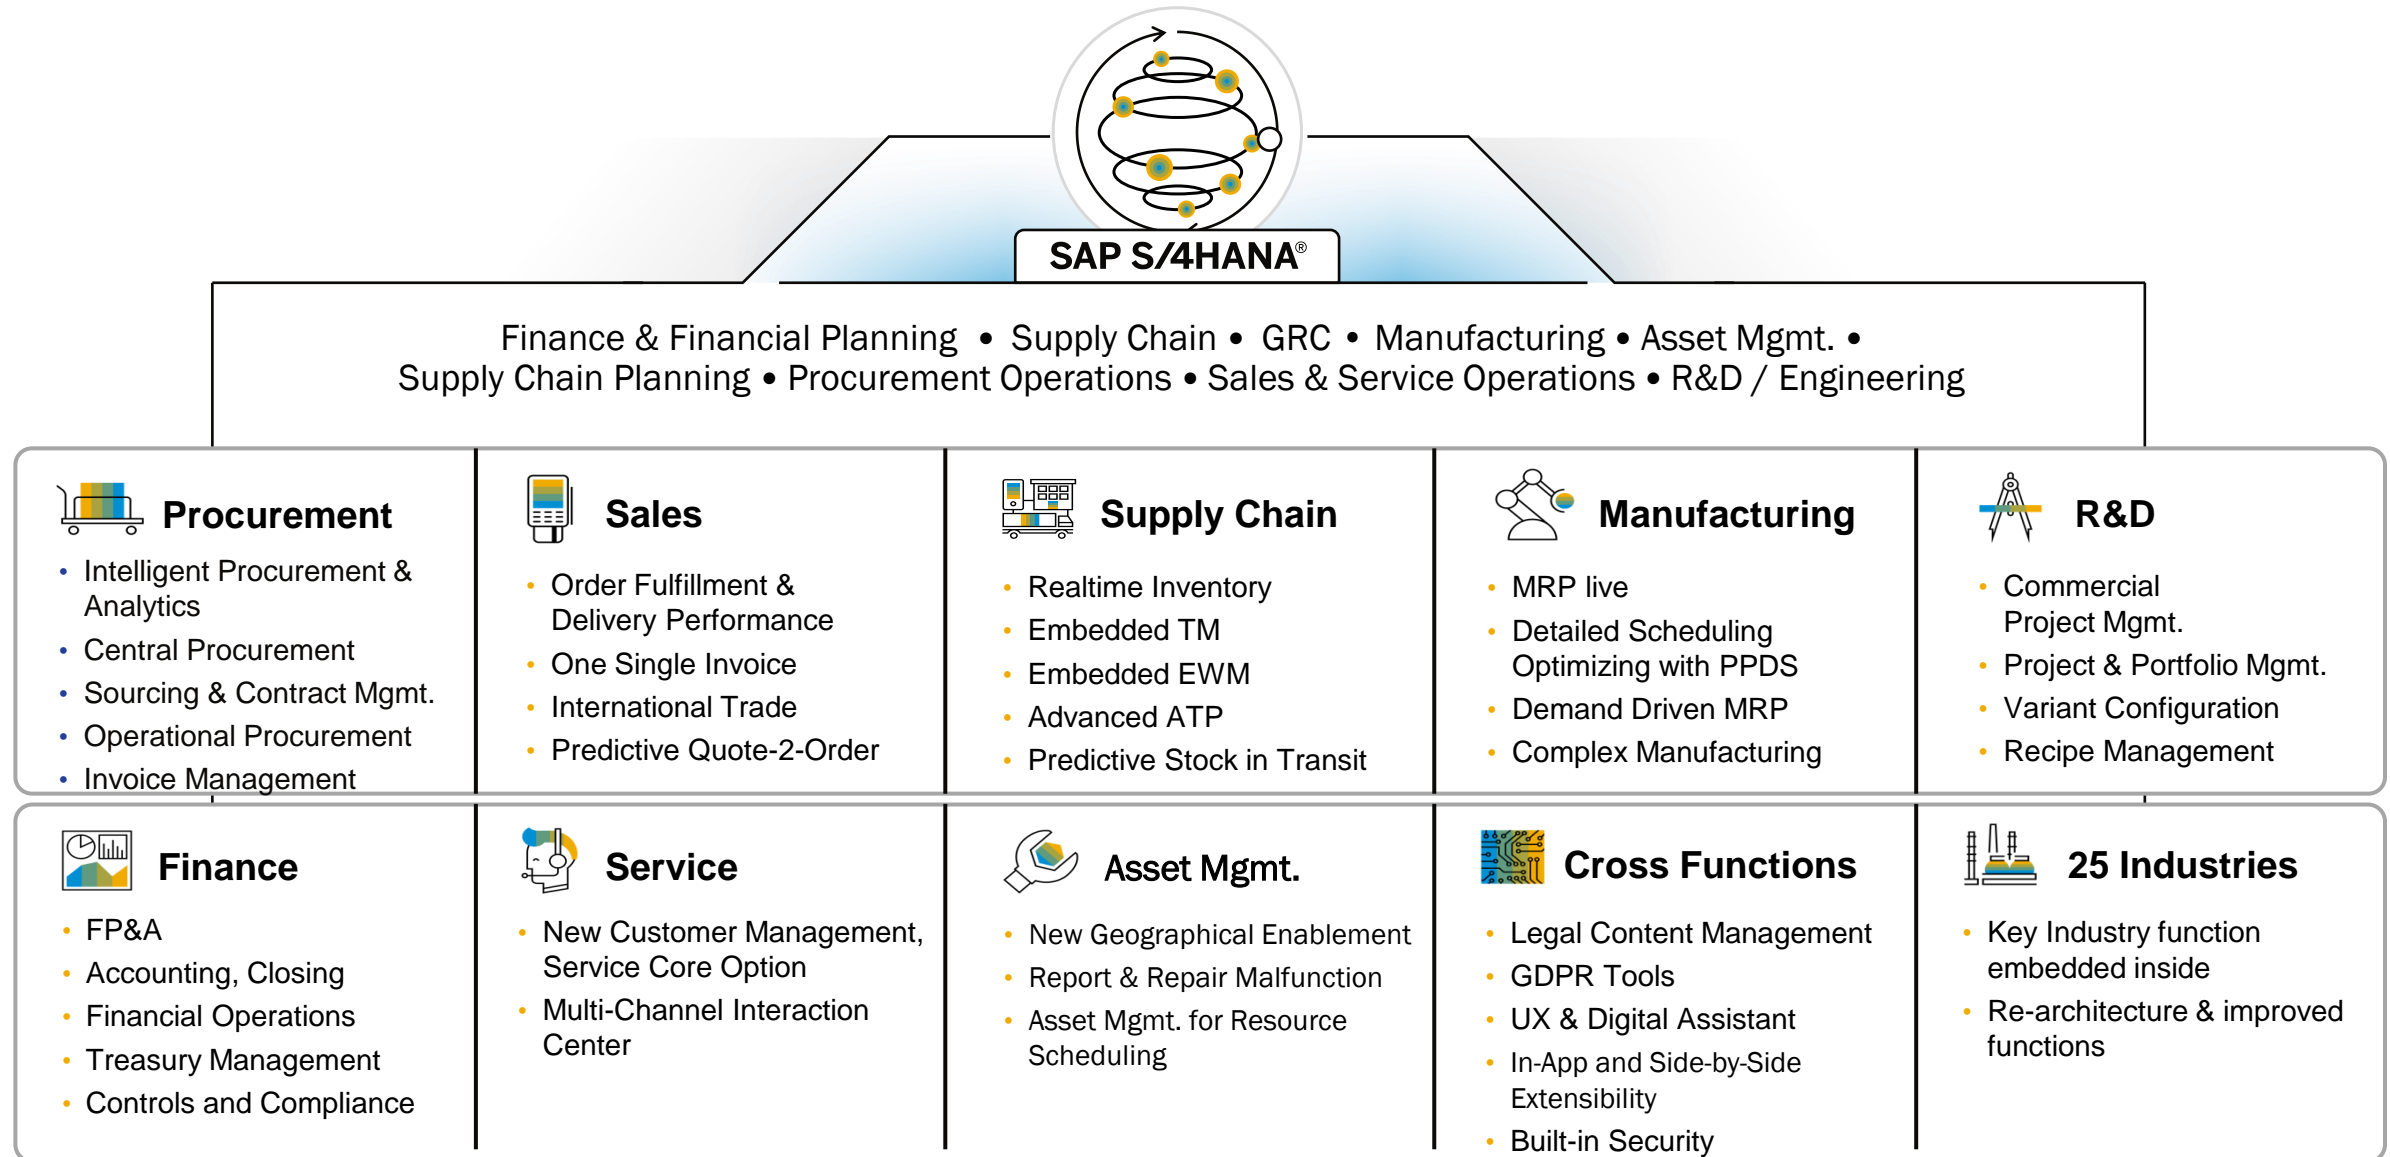 SAP S/4HANA®
Finance & Financial Planning • Supply Chain • GRC • Manufacturing • Asset Mgmt. •
Supply Chain Planning • Procurement Operations • Sales & Service Operations • R&D / Engineering
Procurement
• Intelligent Procurement &
Analytics
• Central Procurement
• Sourcing & Contract Mgmt.
• Operational Procurement
• Invoice Management
Sales
• Order Fulfillment &
Delivery Performance
• One Single Invoice
• International Trade
• Predictive Quote-2-Order
Supply Chain
• Realtime Inventory
• Embedded TM
• Embedded EWM
• Advanced ATP
• Predictive Stock in Transit
Manufacturing
• MRP live
• Detailed Scheduling
Optimizing with PPDS
• Demand Driven MRP
• Complex Manufacturing
R&D
• Commercial
Project Mgmt.
• Project & Portfolio Mgmt.
• Variant Configuration
• Recipe Management
Finance
• FP&A
• Accounting, Closing
• Financial Operations
• Treasury Management
• Controls and Compliance
Service
• New Customer Management,
Service Core Option
• Multi-Channel Interaction
Center
Asset Mgmt.
• New Geographical Enablement
• Report & Repair Malfunction
• Asset Mgmt. for Resource
Scheduling
Cross Functions
• Legal Content Management
• GDPR Tools
• UX & Digital Assistant
• In-App and Side-by-Side
Extensibility
• Built-in Security
25 Industries
• Key Industry function
embedded inside
• Re-architecture & improved
functions